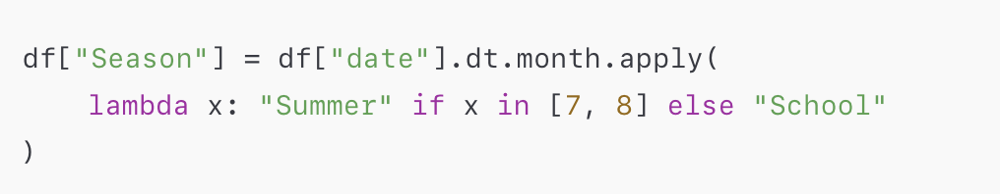 df["Season"] = df["date"].dt.month.apply(
    lambda x: "Summer" if x in [7, 8] else "School"
)